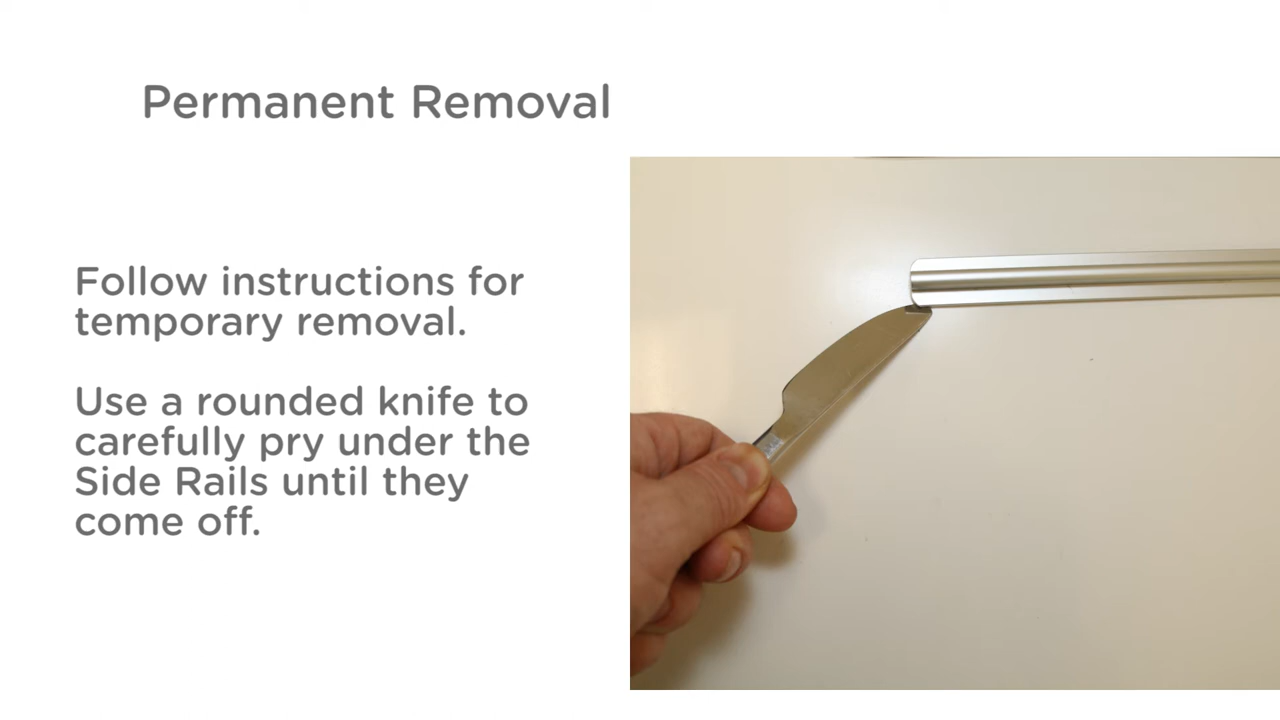 Permanent Removal
Follow instructions for
temporary removal.
Use a rounded knife to
carefully pry under the
Side Rails until they
come off.